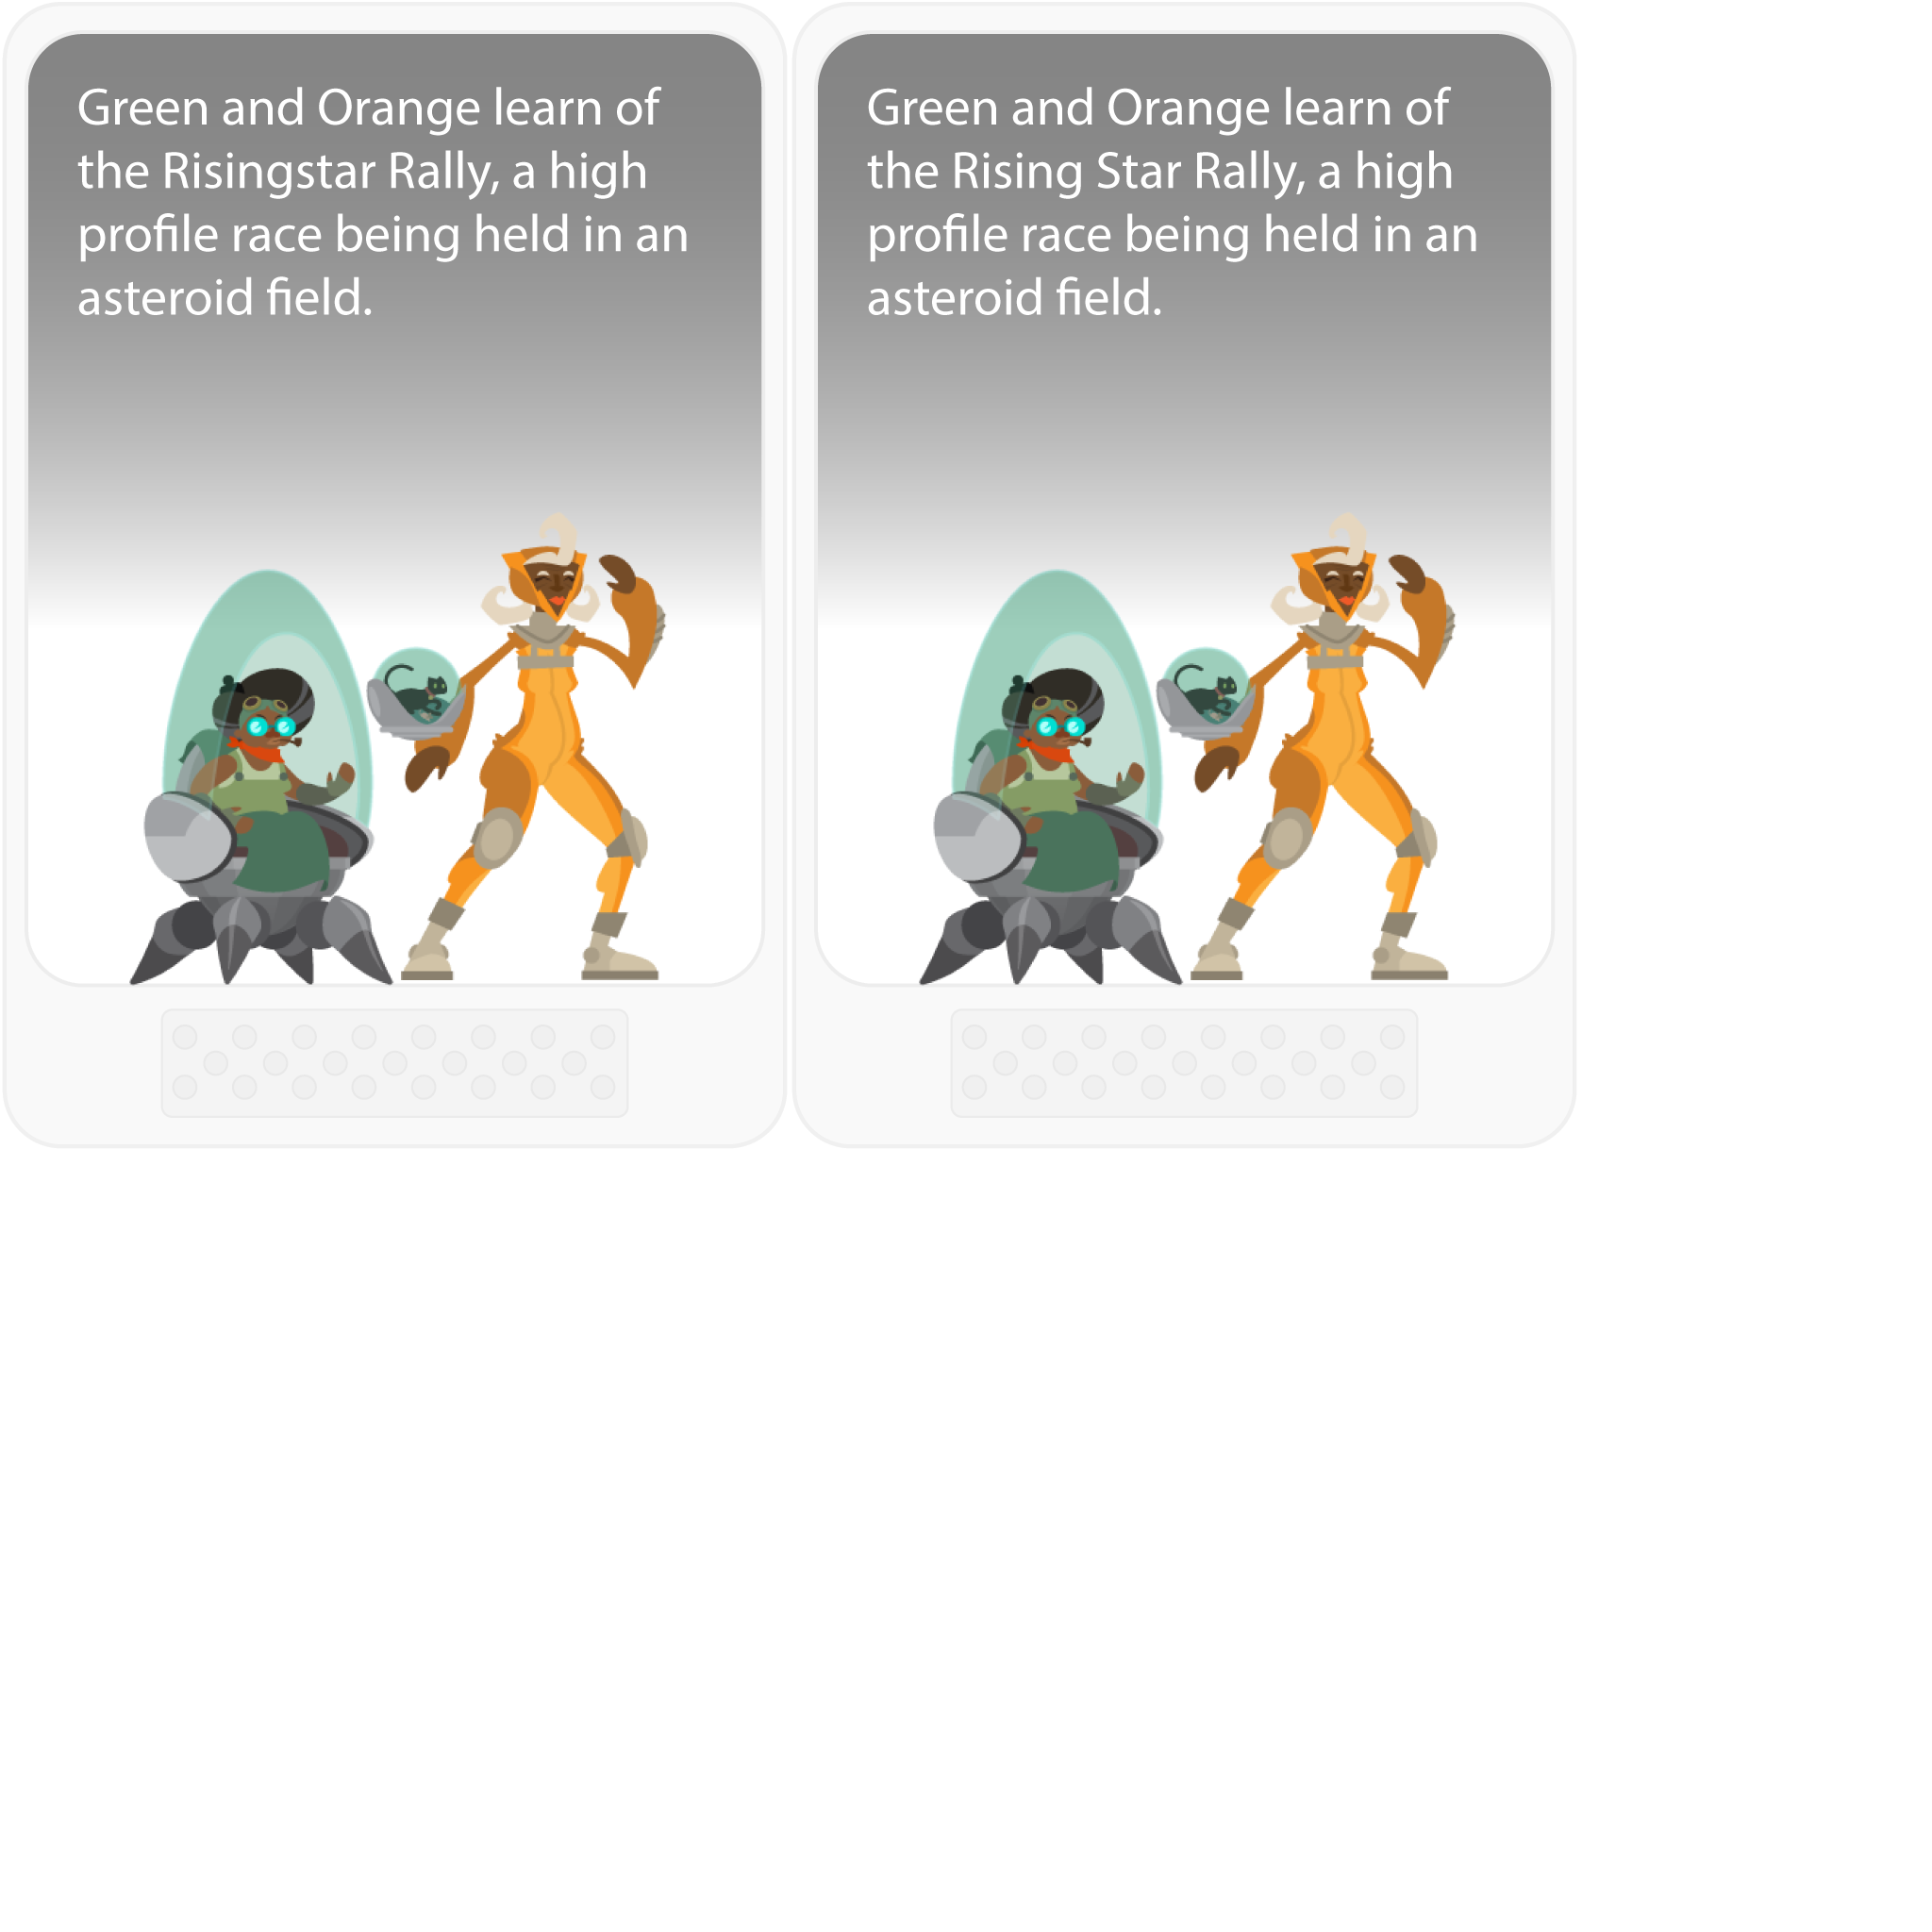 Green and Orange learn of
the Risingstar Rally, a high
profile race being held in an
asteroid field.
Green and Orange learn of
the Rising Star Rally, a high
profile race being held in an
asteroid field.